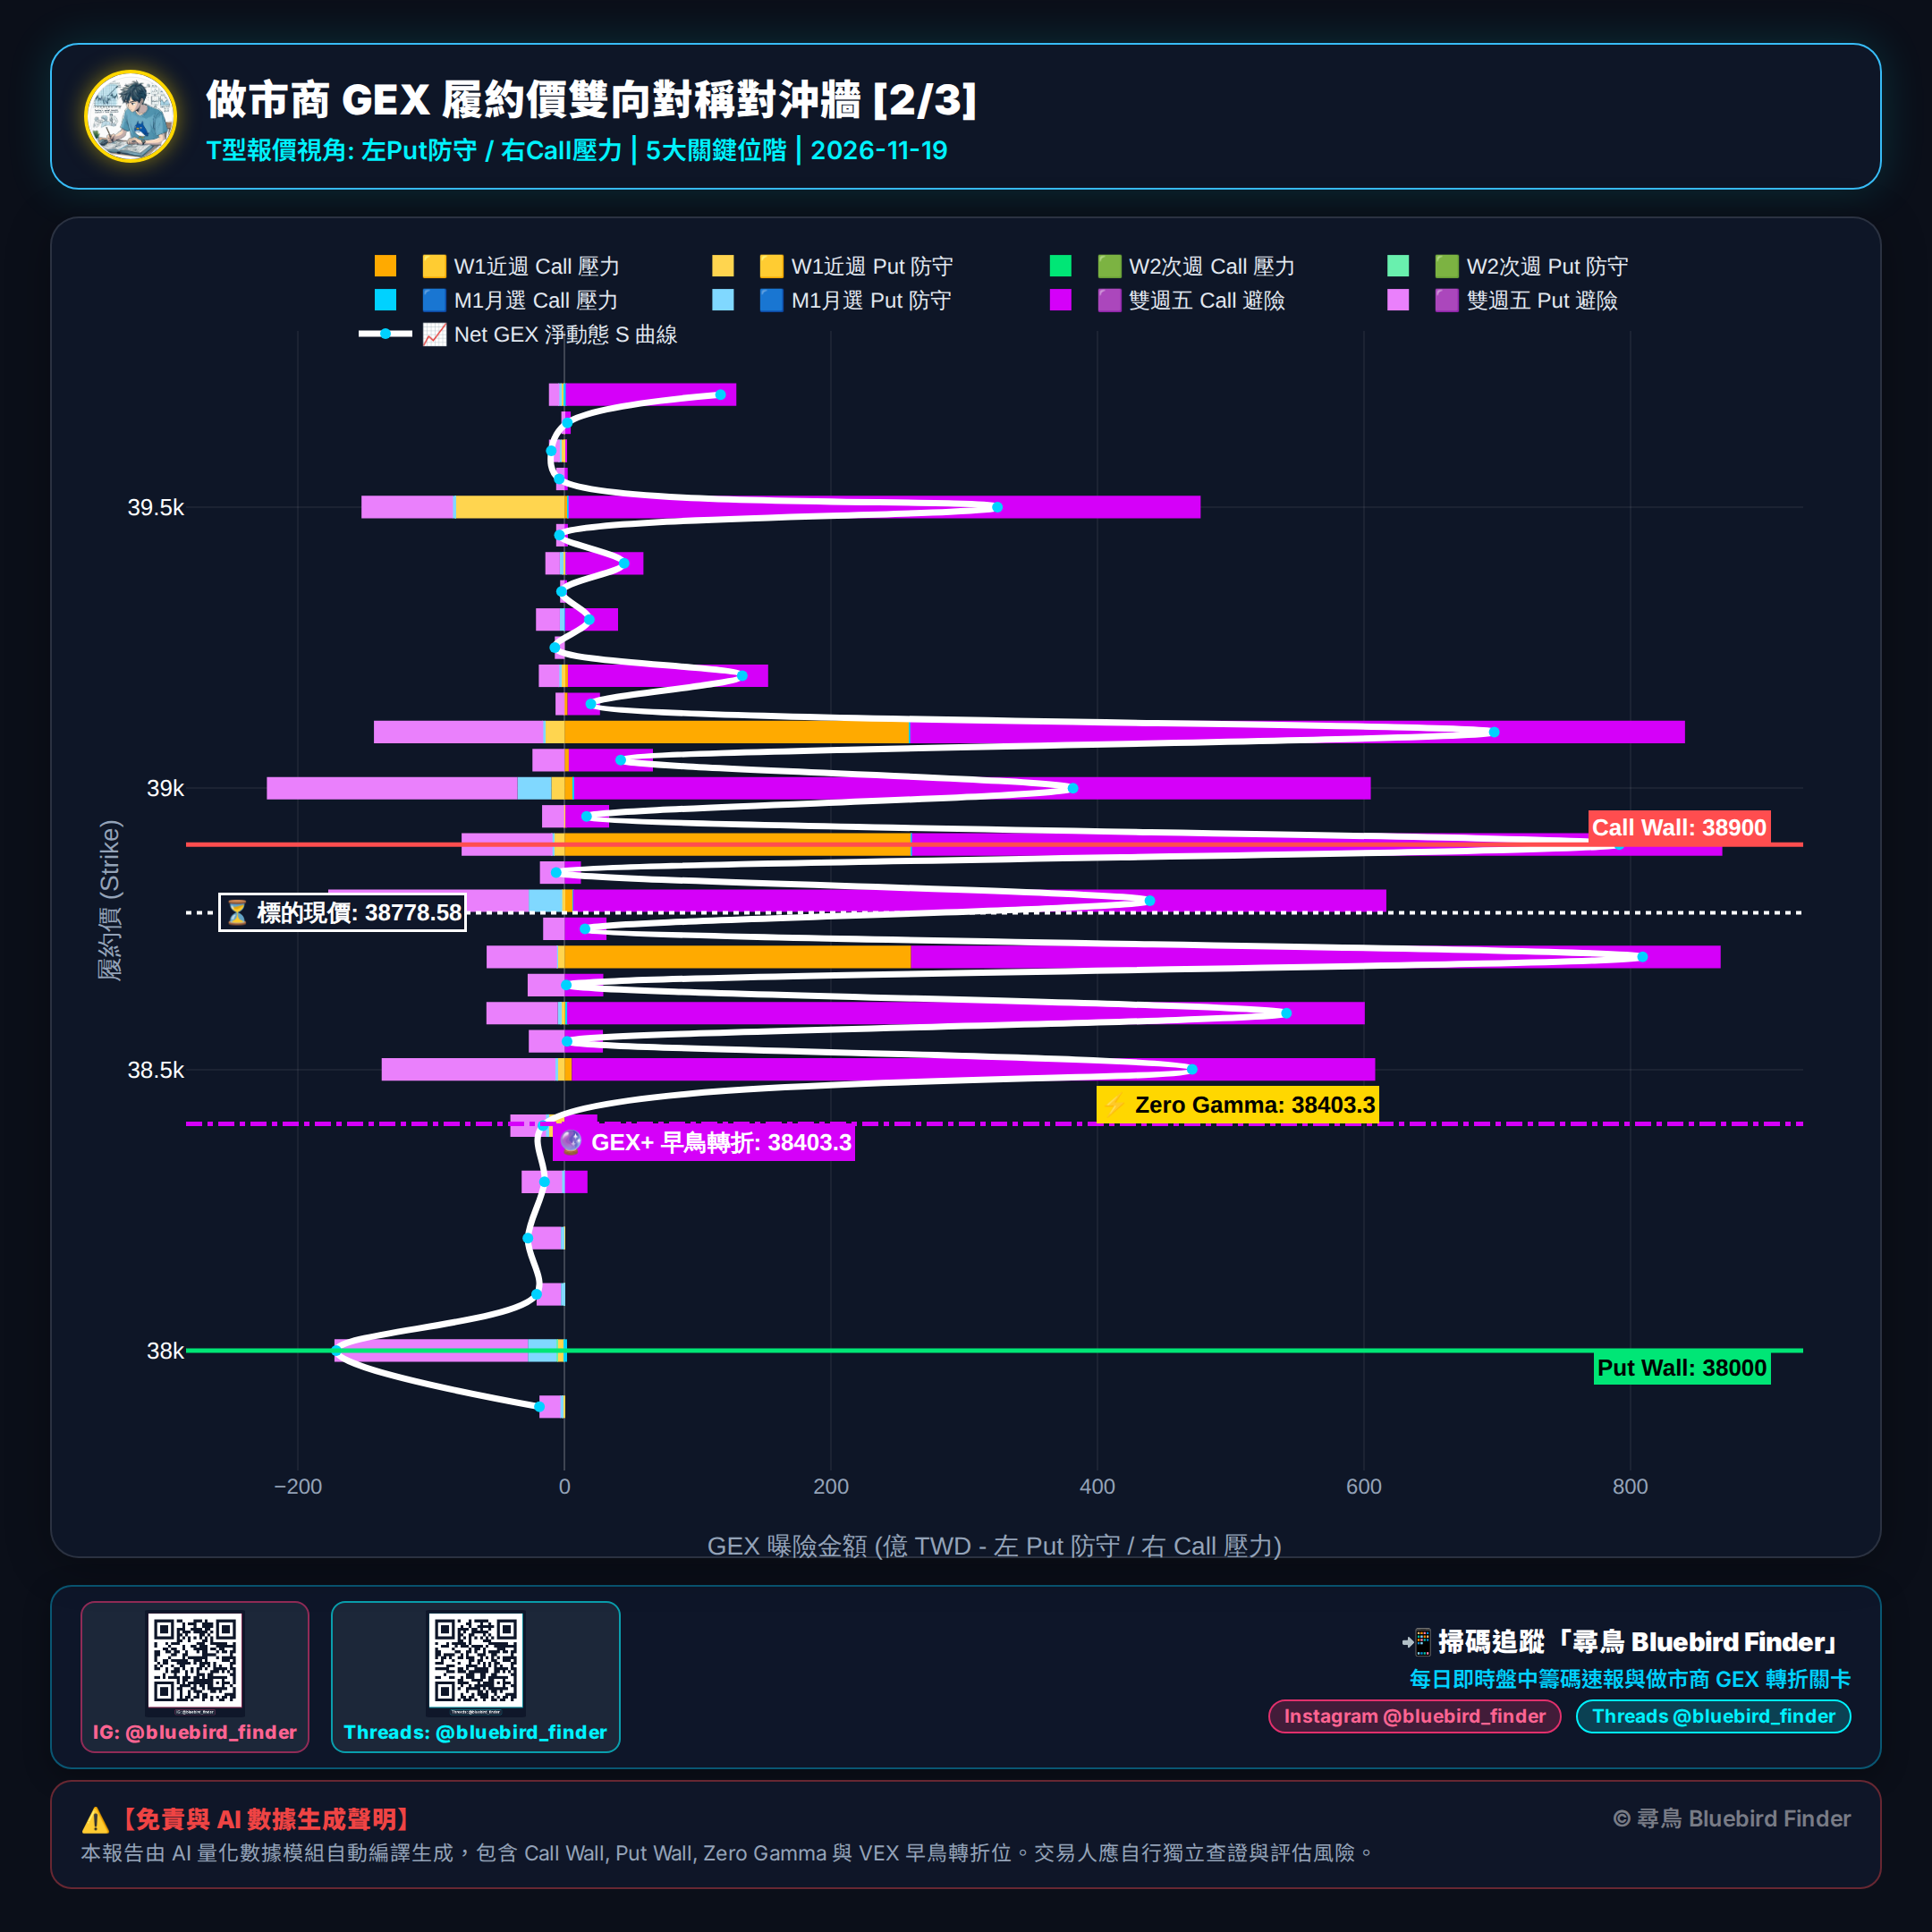 做市商 GEX 履約價雙向對稱對沖牆 [2/3]
T型報價視角: 左Put防守 / 右Call壓力 | 5大關鍵位階 | 2026-11-19
W1近週 Call 壓力
W1近週 Put 防守
W2次週 Call 壓力
W2次週 Put 防守
M1月選 Call 壓力
M1月選 Put 防守
雙週五 Call 避險
雙週五 Put 避險
Net GEX 淨動態 S 曲線
39.5k
39k
38.5k
38k
履約價 (Strike)
Call Wall: 38900
標的現價: 38778.58
Zero Gamma: 38403.3
GEX+ 早鳥轉折: 38403.3
Put Wall: 38000
−200
0
200
400
600
800
GEX 曝險金額 (億 TWD - 左 Put 防守 / 右 Call 壓力)
IG: @bluebird_finder
Threads: @bluebird_finder
IG: @bluebird_finder
Threads: @bluebird_finder
掃碼追蹤「尋鳥 Bluebird Finder」
每日即時盤中籌碼速報與做市商 GEX 轉折關卡
Instagram @bluebird_finder
Threads @bluebird_finder
【免責與 AI 數據生成聲明】
© 尋鳥 Bluebird Finder
本報告由 AI 量化數據模組自動編譯生成，包含 Call Wall, Put Wall, Zero Gamma 與 VEX 早鳥轉折位。交易人應自行獨立查證與評估風險。